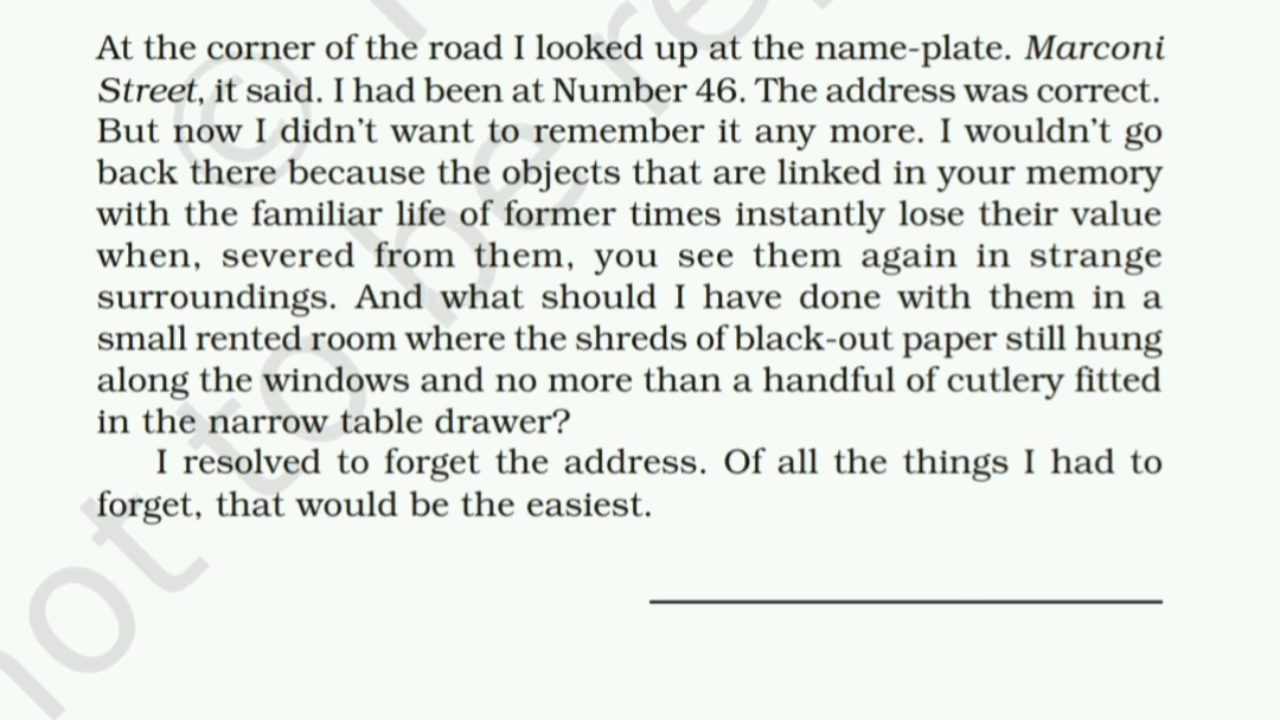 At the corner of the road I looked up at the name-plate. Marconi
Street, it said. I had been at Number 46. The address was correct.
But now I didn't want to remember it any more. I wouldn't go
back there because the objects that are linked in your memory
with the familiar life of former times instantly lose their value
when, severed from them, you see them again in strange
surroundings. And what should I have done with them in a
small rented room where the shreds of black-out paper still hung
along the windows and no more than a handful of cutlery fitted
in the narrow table drawer?
I resolved to forget the address. Of all the things I had to
forget, that would be the easiest.
©
not to be re